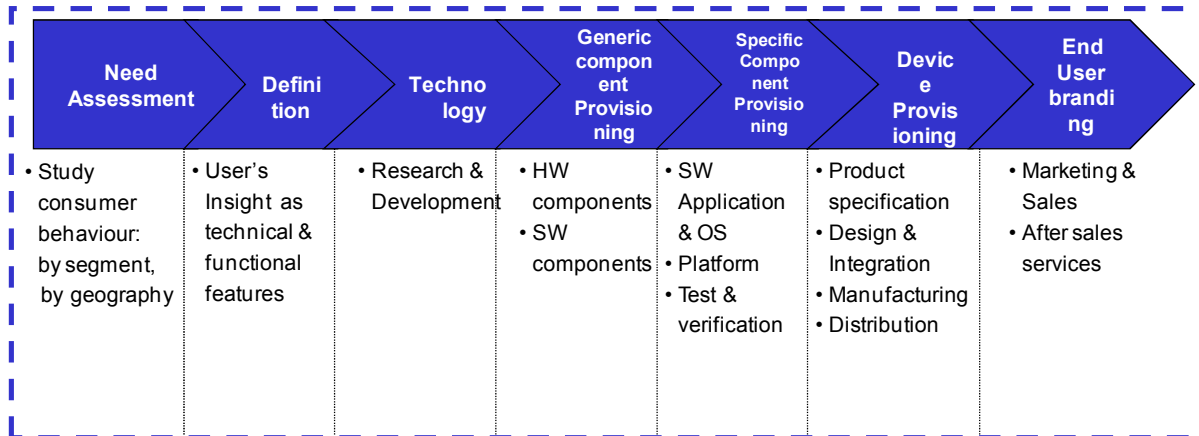 Need
Assessment
Defini
tion
Techno
logy
Generic
compon
ent
Provisio
ning
Specific
Compo
nent
Provisio
ning
Devic
e
Provis
ioning
End
User
brandi
ng
• Study
consumer
behaviour:
by segment,
by geography
• User's
Insight as
technical &
functional
features
• Research &
Development
• HW
components
• SW
components
• SW
Application
& OS
• Platform
• Test &
verification
• Product
specification
• Design &
Integration
• Manufacturing
• Distribution
• Marketing &
Sales
• After sales
services